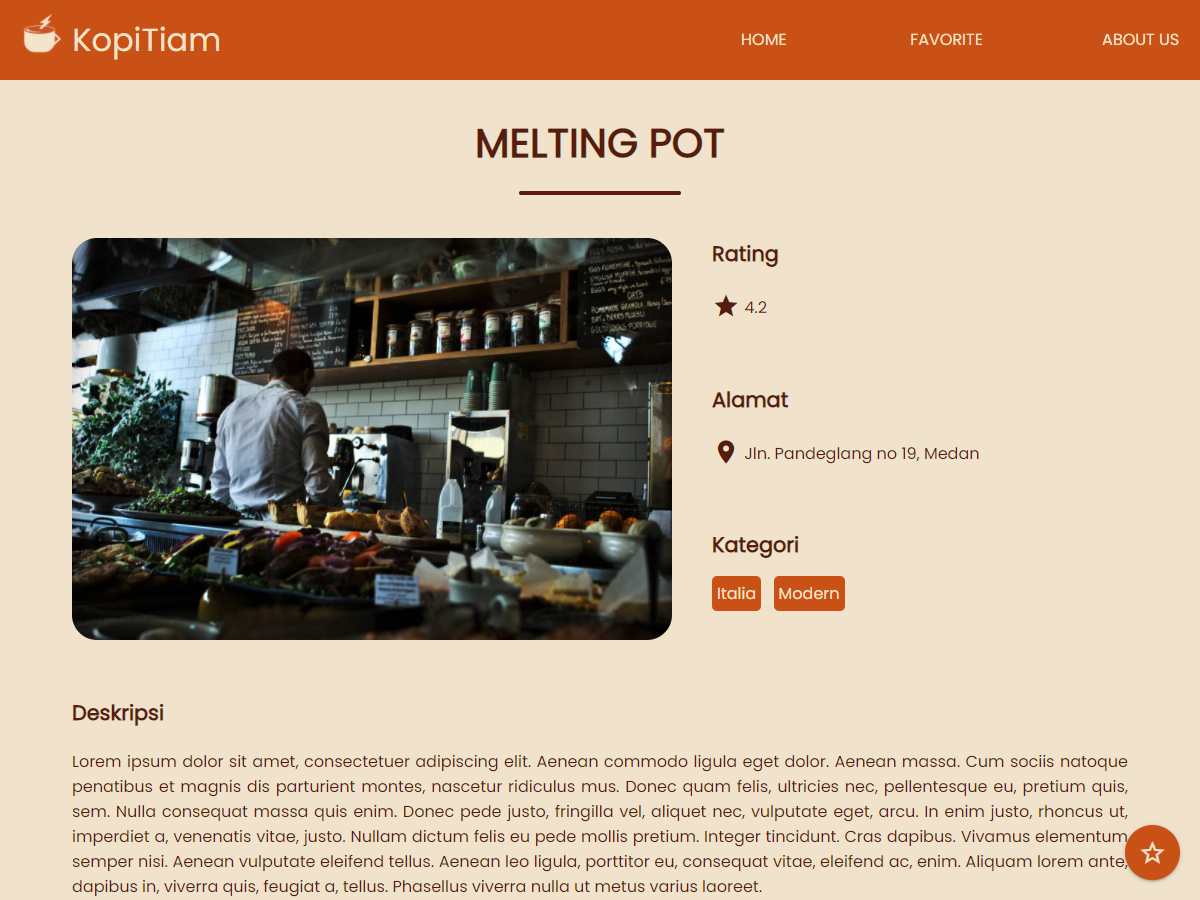 KopiTiam
HOME
FAVORITE
ABOUT US
MELTING POT
EGGS FLORENTINE
OATS
HOMEMADE GRANOLA
Rating
4.2
Alamat
Jln. Pandeglang no 19, Medan
Kategori
Italia
Modern
Deskripsi
Lorem ipsum dolor sit amet, consectetuer adipiscing elit. Aenean commodo ligula eget dolor. Aenean massa. Cum sociis natoque
penatibus et magnis dis parturient montes, nascetur ridiculus mus. Donec quam felis, ultricies nec, pellentesque eu, pretium quis,
sem. Nulla consequat massa quis enim. Donec pede justo, fringilla vel, aliquet nec, vulputate eget, arcu. In enim justo, rhoncus ut,
imperdiet a, venenatis vitae, justo. Nullam dictum felis eu pede mollis pretium. Integer tincidunt. Cras dapibus. Vivamus elementum
semper nisi. Aenean vulputate eleifend tellus. Aenean leo ligula, porttitor eu, consequat vitae, eleifend ac, enim. Aliquam lorem ante,
dapibus in, viverra quis, feugiat a, tellus. Phasellus viverra nulla ut metus varius laoreet.